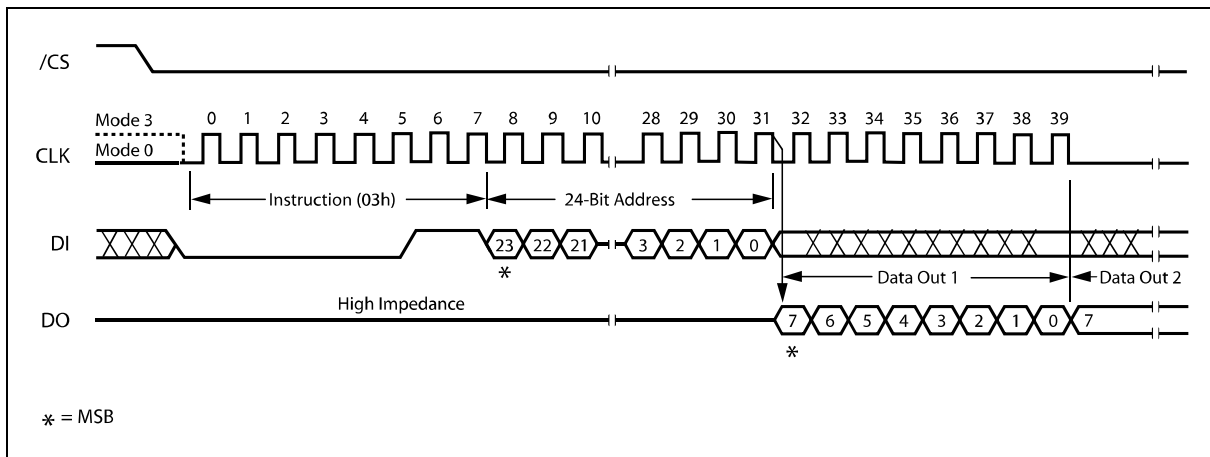 /CS
Mode 3 0 1 2 3 4 5 6 7 8 9 10 28 29 30 31 32 33 34 35 36 37 38 39
CLK Mode 0
Instruction (03h) 24-Bit Address
DI 23 22 21 3 2 1 0
* Data Out 1 Data Out 2
High Impedance
DO 7 6 5 4 3 2 1 0 7
*
* = MSB